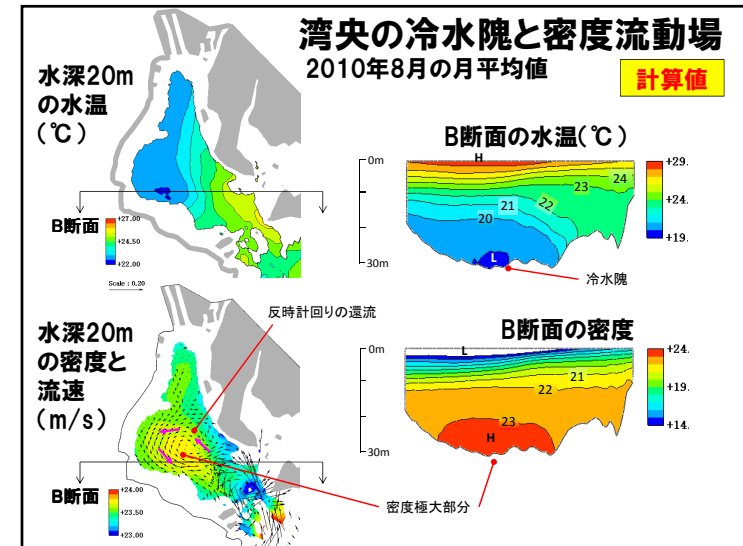 湾央の冷水隗と密度流動場
2010年8月の月平均値
計算値
水深20m
の水温
(℃)
B断面
+27.00
+24.50
+22.00
Scale : 0.20
B断面の水温(℃)
0m
30m
H
24
23
22
21
20
L
+29.
+24.
+19.
冷水隗
反時計回りの還流
水深20m
の密度と
流速
(m/s)
B断面
+24.00
+23.50
+23.00
B断面の密度
0m
30m
L
21
22
23
H
+24.
+19.
+14.
密度極大部分